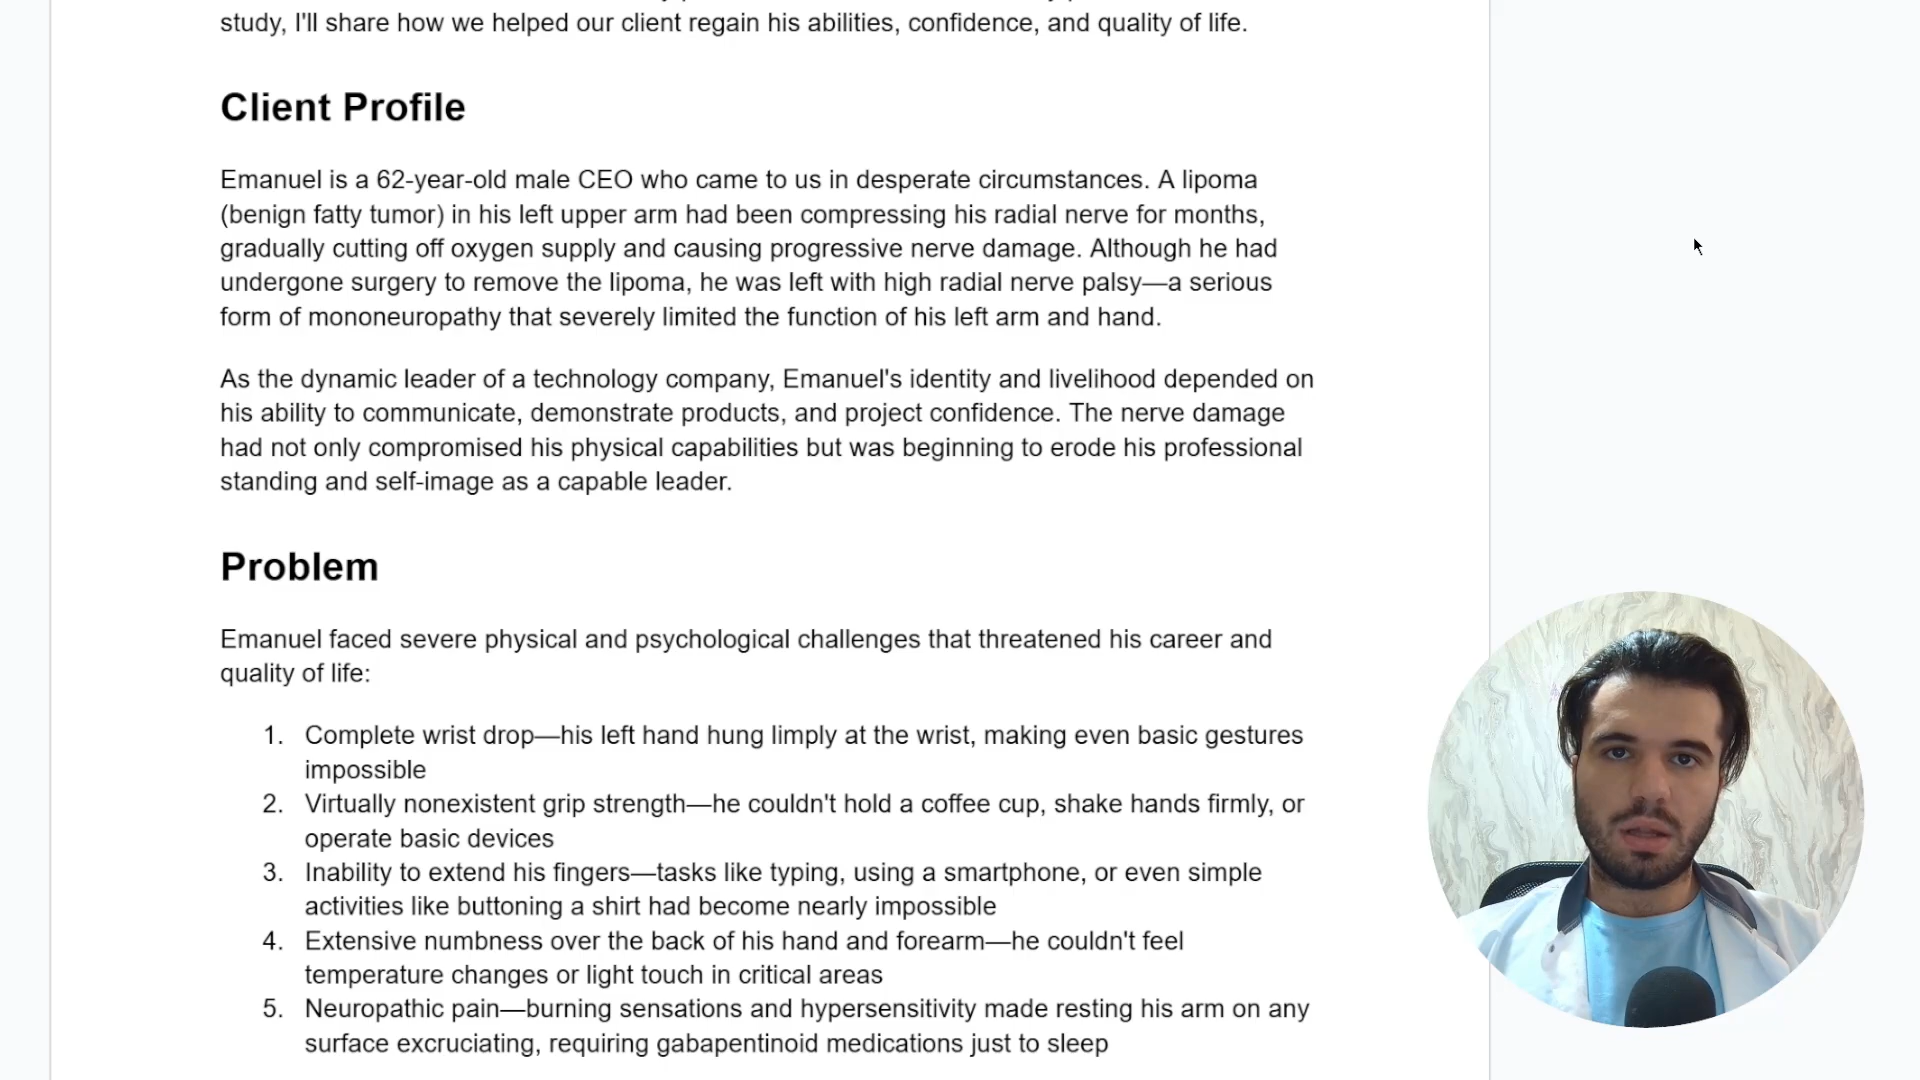 study, I'll share how we helped our client regain his abilities, confidence, and quality of life.
Client Profile
Emanuel is a 62-year-old male CEO who came to us in desperate circumstances. A lipoma
(benign fatty tumor) in his left upper arm had been compressing his radial nerve for months,
gradually cutting off oxygen supply and causing progressive nerve damage. Although he had
undergone surgery to remove the lipoma, he was left with high radial nerve palsy—a serious
form of mononeuropathy that severely limited the function of his left arm and hand.
As the dynamic leader of a technology company, Emanuel's identity and livelihood depended on
his ability to communicate, demonstrate products, and project confidence. The nerve damage
had not only compromised his physical capabilities but was beginning to erode his professional
standing and self-image as a capable leader.
Problem
Emanuel faced severe physical and psychological challenges that threatened his career and
quality of life:
1. Complete wrist drop—his left hand hung limply at the wrist, making even basic gestures
impossible
2. Virtually nonexistent grip strength—he couldn't hold a coffee cup, shake hands firmly, or
operate basic devices
3. Inability to extend his fingers—tasks like typing, using a smartphone, or even simple
activities like buttoning a shirt had become nearly impossible
4. Extensive numbness over the back of his hand and forearm—he couldn't feel
temperature changes or light touch in critical areas
5. Neuropathic pain—burning sensations and hypersensitivity made resting his arm on any
surface excruciating, requiring gabapentinoid medications just to sleep